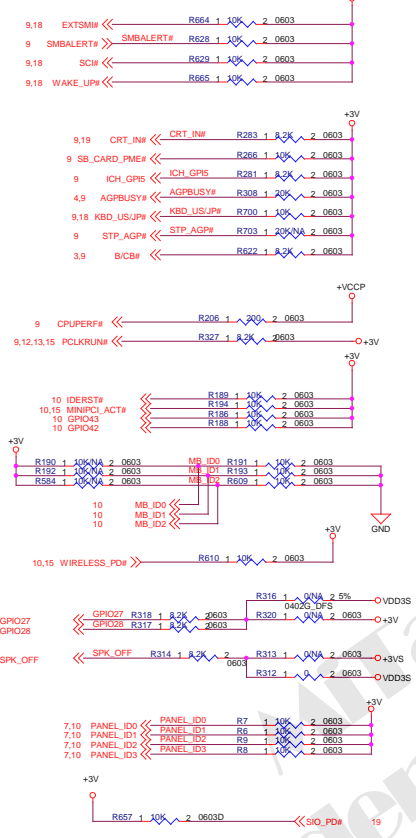 9,18 EXTSMI# R664 1 10K 2 0603
9 SMBALERT# SMBALERT# R628 1 10K 2 0603
9,18 SCI# R629 1 10K 2 0603
9,18 WAKE_UP# R665 1 10K 2 0603
+3V
9,19 CRT_IN# CRT_IN# R283 1 8.2K 2 0603
9 SB_CARD_PME# R266 1 10K 2 0603
9 ICH_GPI5 ICH_GPI5 R281 1 8.2K 2 0603
4,9 AGPBUSY# AGPBUSY# R308 1 20K 2 0603
9,18 KBD_US/JP# KBD_US/JP# R700 1 10K 2 0603
9 STP_AGP# STP_AGP# R703 1 20K/NA 2 0603
3,9 B/CB# R622 1 8.2K 2 0603
+VCCP
9 CPUPERF# R206 1 200 2 0603
9,12,13,15 PCLKRUN# R327 1 8.2K 2 0603 +3V
+3V
10 IDERST# R189 1 10K 2 0603
10,15 MINIPCI_ACT# R194 1 10K 2 0603
10 GPIO43 R186 1 10K 2 0603
10 GPIO42 R188 1 10K 2 0603
+3V
R190 1 10K/NA 2 0603 MB_ID0 R191 1 10K 2 0603
R192 1 10K/NA 2 0603 MB_ID1 R193 1 10K 2 0603
R584 1 10K/NA 2 0603 MB_ID2 R609 1 10K 2 0603
10 MB_ID0
10 MB_ID1
10 MB_ID2
GND
+3V
10,15 WIRELESS_PD# R610 1 10K 2 0603
R316 1 0/NA 2 5% VDD3S
0402G_DFS
GPIO27 GPIO27 R318 1 8.2K 2 0603 R320 1 0/NA 2 0603 +3V
GPIO28 GPIO28 R317 1 8.2K 2 0603
SPK_OFF SPK_OFF R314 1 8.2K 2 0603 R313 1 0/NA 2 0603 +3VS
R312 1 0 2 0603 VDD3S
+3V
7,10 PANEL_ID0 PANEL_ID0 R7 1 10K 2 0603
7,10 PANEL_ID1 PANEL_ID1 R6 1 10K 2 0603
7,10 PANEL_ID2 PANEL_ID2 R9 1 10K 2 0603
7,10 PANEL_ID3 PANEL_ID3 R8 1 10K 2 0603
+3V
R657 1 10K 2 0603D SIO_PD# 19